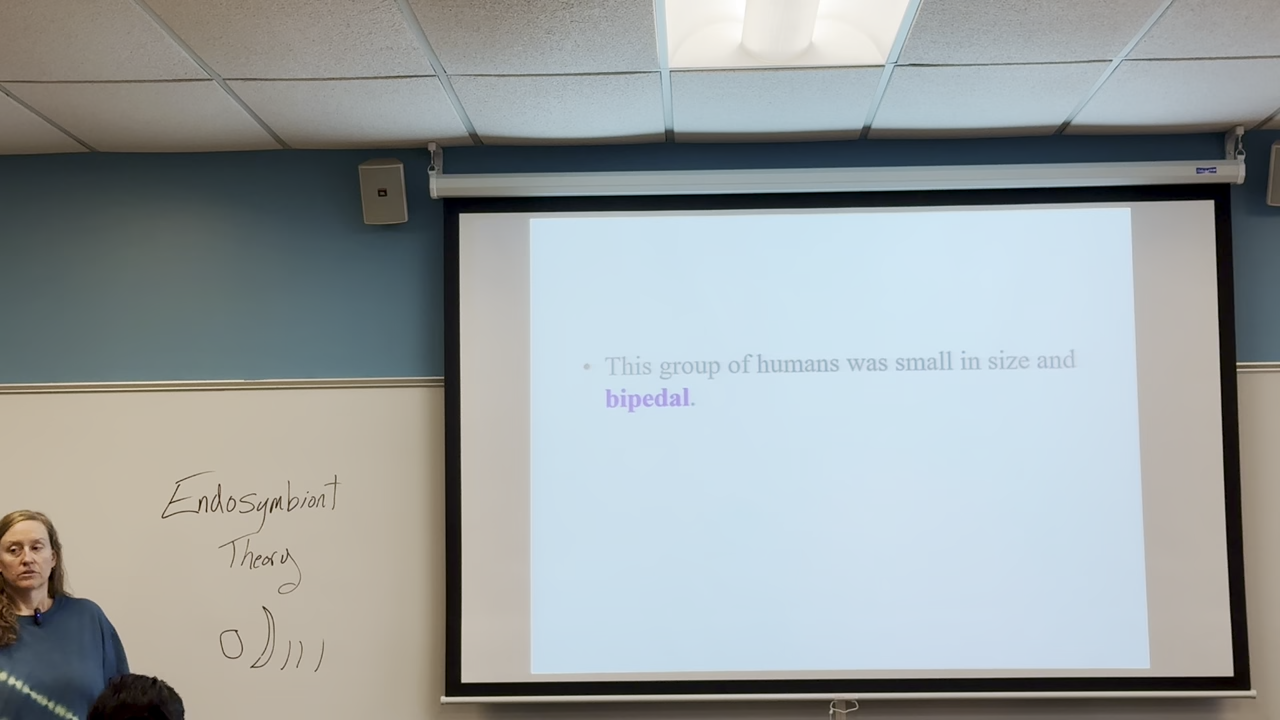 • This group of humans was small in size and
bipedal.
Endosymbiont
Theory